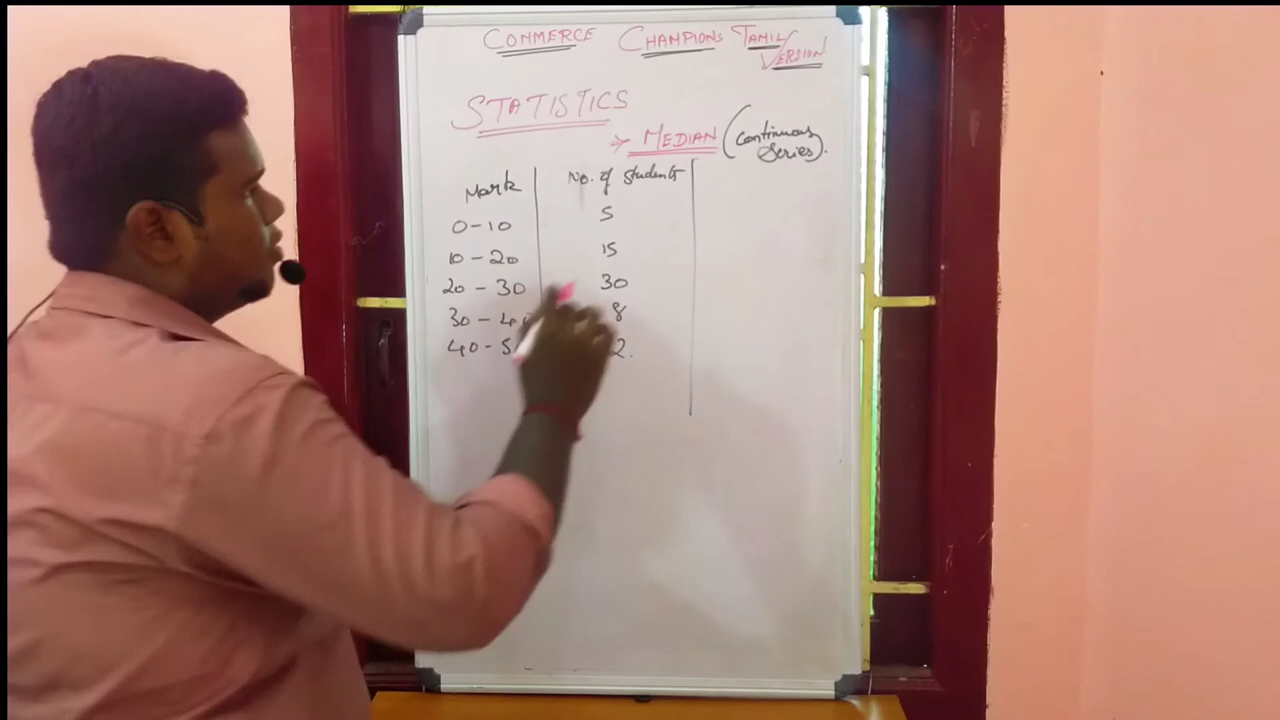 COMMERCE CHAMPIONS TAMIL VERSION
STATISTICS
→ MEDIAN (Continuous Series).
Mark No. of Students
0-10 5
10-20 15
20-30 30
30-4 8
40-5 2.